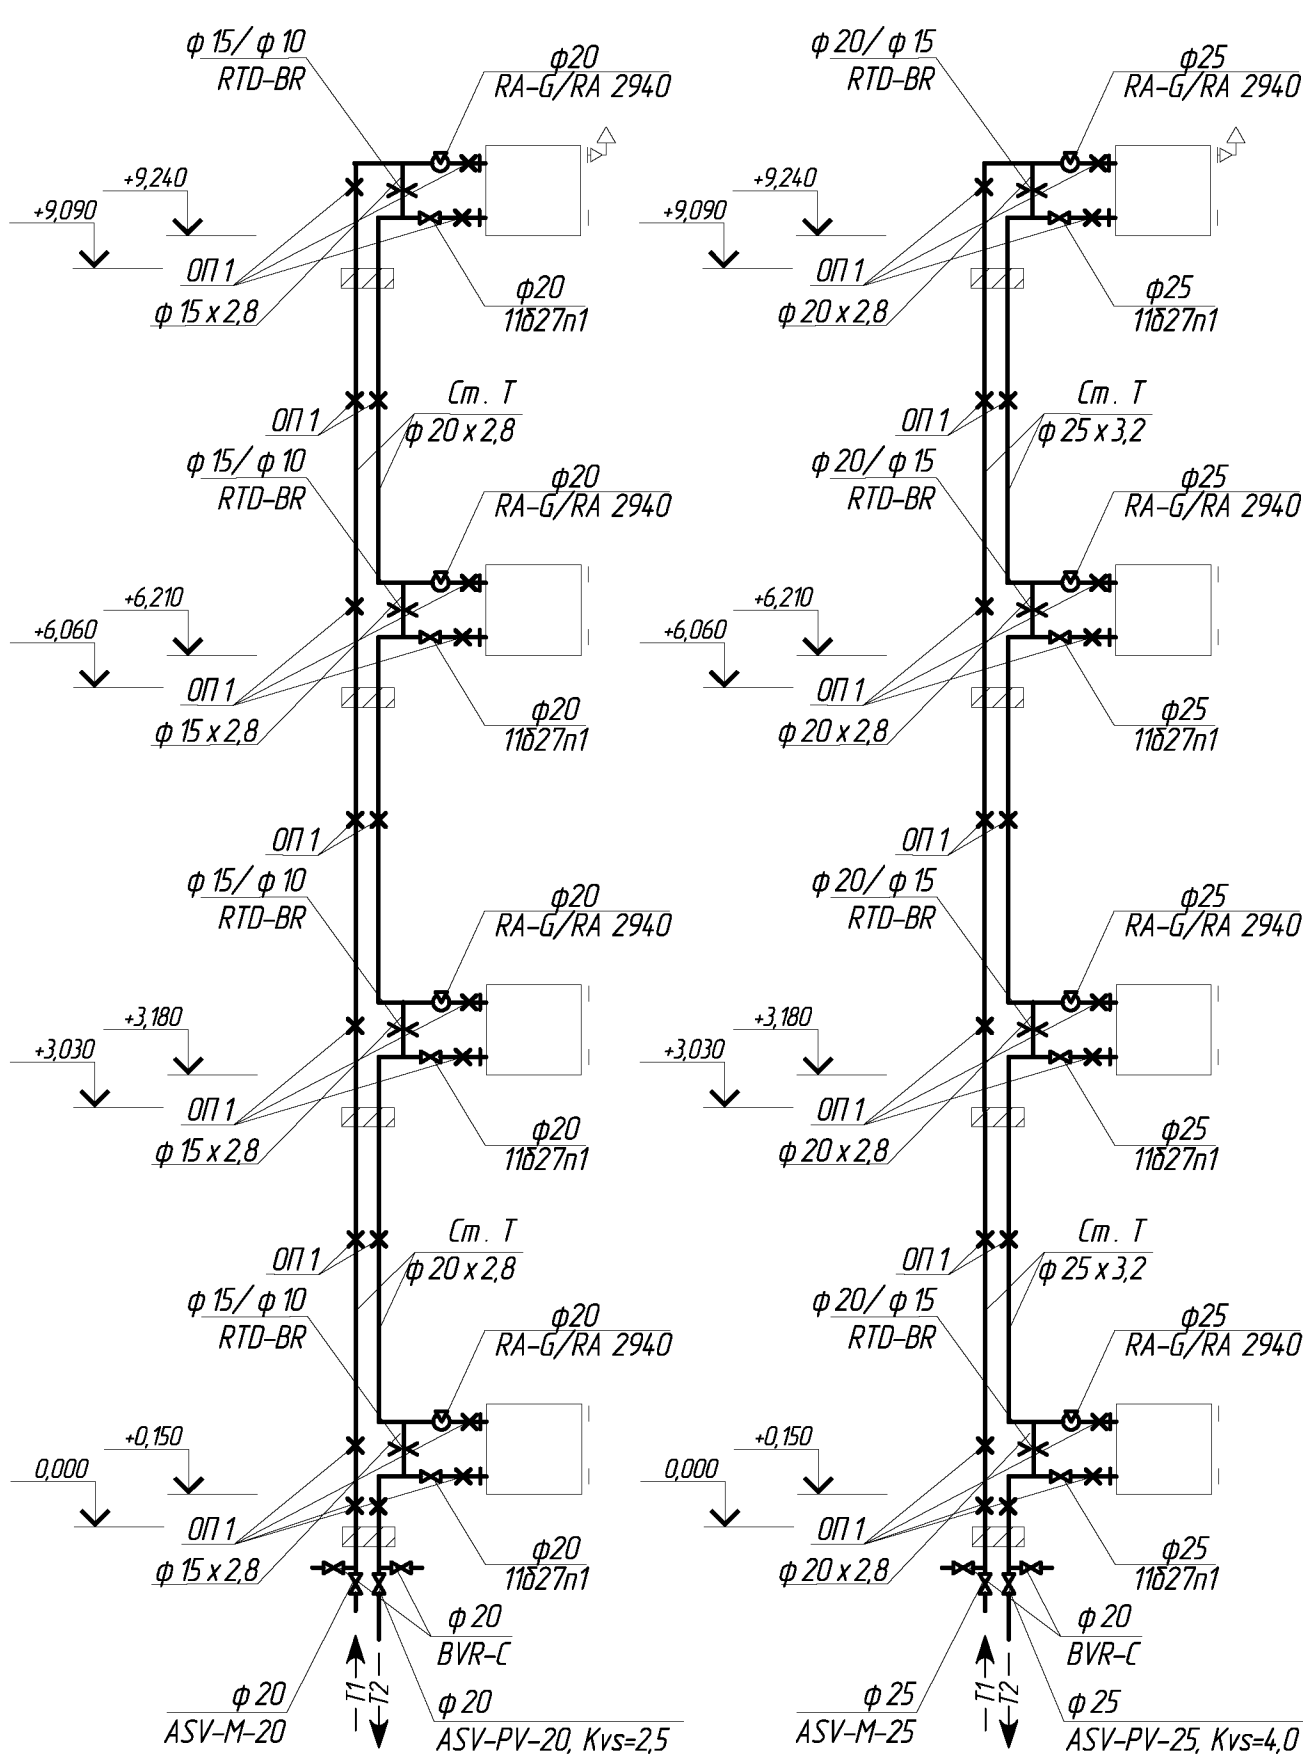 ф 15/ ф 10
RTD-BR
ф20
RA-G/RA 2940
+9,240
+9,090
ОП 1
ф 15 x 2,8
ф20
11б27п1
Ст. Т
ф 20 x 2,8
ОП 1
ф 15/ ф 10
RTD-BR
ф20
RA-G/RA 2940
+6,210
+6,060
ОП 1
ф 15 x 2,8
ф20
11б27п1
ОП 1
ф 15/ ф 10
RTD-BR
ф20
RA-G/RA 2940
+3,180
+3,030
ОП 1
ф 15 x 2,8
ф20
11б27п1
Ст. Т
ф 20 x 2,8
ОП 1
ф 15/ ф 10
RTD-BR
ф20
RA-G/RA 2940
+0,150
0,000
ОП 1
ф 15 x 2,8
ф20
11б27п1
ф 20
BVR-C
Т1
Т2
ф 20
ASV-M-20
ф 20
ASV-PV-20, Kvs=2,5
ф 20/ ф 15
RTD-BR
ф25
RA-G/RA 2940
+9,240
+9,090
ОП 1
ф 20 x 2,8
ф25
11б27п1
Ст. Т
ф 25 x 3,2
ОП 1
ф 20/ ф 15
RTD-BR
ф25
RA-G/RA 2940
+6,210
+6,060
ОП 1
ф 20 x 2,8
ф25
11б27п1
ОП 1
ф 20/ ф 15
RTD-BR
ф25
RA-G/RA 2940
+3,180
+3,030
ОП 1
ф 20 x 2,8
ф25
11б27п1
Ст. Т
ф 25 x 3,2
ОП 1
ф 20/ ф 15
RTD-BR
ф25
RA-G/RA 2940
+0,150
0,000
ОП 1
ф 20 x 2,8
ф25
11б27п1
ф 20
BVR-C
Т1
Т2
ф 25
ASV-M-25
ф 25
ASV-PV-25, Kvs=4,0